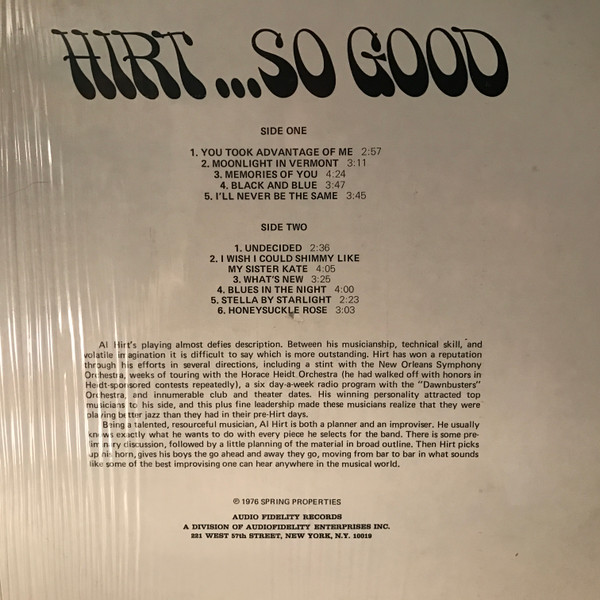 HIRT...SO GOOD
SIDE ONE
1. YOU TOOK ADVANTAGE OF ME 2:57
2. MOONLIGHT IN VERMONT 3:11
3. MEMORIES OF YOU 4:24
4. BLACK AND BLUE 3:47
5. I'LL NEVER BE THE SAME 3:45
SIDE TWO
1. UNDECIDED 2:36
2. I WISH I COULD SHIMMY LIKE
MY SISTER KATE 4:05
3. WHAT'S NEW 3:25
4. BLUES IN THE NIGHT 4:00
5. STELLA BY STARLIGHT 2:23
6. HONEYSUCKLE ROSE 3:03
Al Hirt's playing almost defies description. Between his musicianship, technical skill, and
volatile imagination it is difficult to say which is more outstanding. Hirt has won a reputation
through his efforts in several directions, including a stint with the New Orleans Symphony
Orchestra, weeks of touring with the Horace Heidt Orchestra (he had walked off with honors in
Heidt-sponsored contests repeatedly), a six day-a-week radio program with the "Dawnbusters"
Orchestra, and innumerable club and theater dates. His winning personality attracted top
musicians to his side, and this plus fine leadership made these musicians realize that they were
playing better jazz than they had in their pre-Hirt days.
Being a talented, resourceful musician, Al Hirt is both a planner and an improviser. He usually
knows exactly what he wants to do with every piece he selects for the band. There is some pre-
liminary discussion, followed by a little planning of the material in broad outline. Then Hirt picks
up his horn, gives his boys the go ahead and away they go, moving from bar to bar in what sounds
like some of the best improvising one can hear anywhere in the musical world.
℗ 1976 SPRING PROPERTIES
AUDIO FIDELITY RECORDS
A DIVISION OF AUDIOFIDELITY ENTERPRISES INC.
221 WEST 57th STREET, NEW YORK, N.Y. 10019